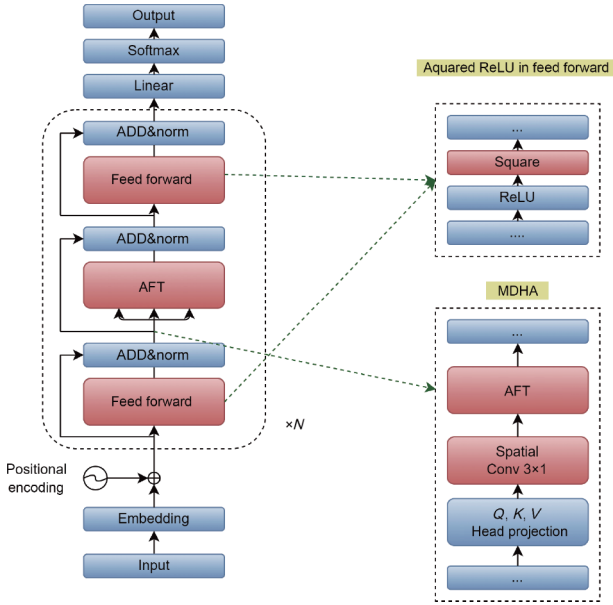 Output
Softmax
Linear
ADD&norm
Feed forward
ADD&norm
AFT
ADD&norm
Feed forward
×N
Positional
encoding
Embedding
Input
Aquared ReLU in feed forward
...
Square
ReLU
....
MDHA
...
AFT
Spatial
Conv 3×1
Q, K, V
Head projection
...